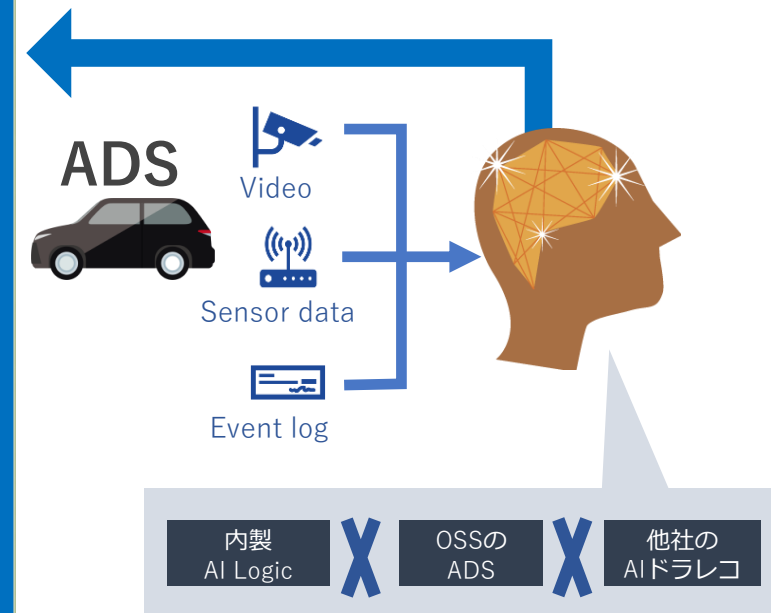 ADS
Video
Sensor data
Event log
内製
AI Logic
OSSの
ADS
他社の
AIドラレコ